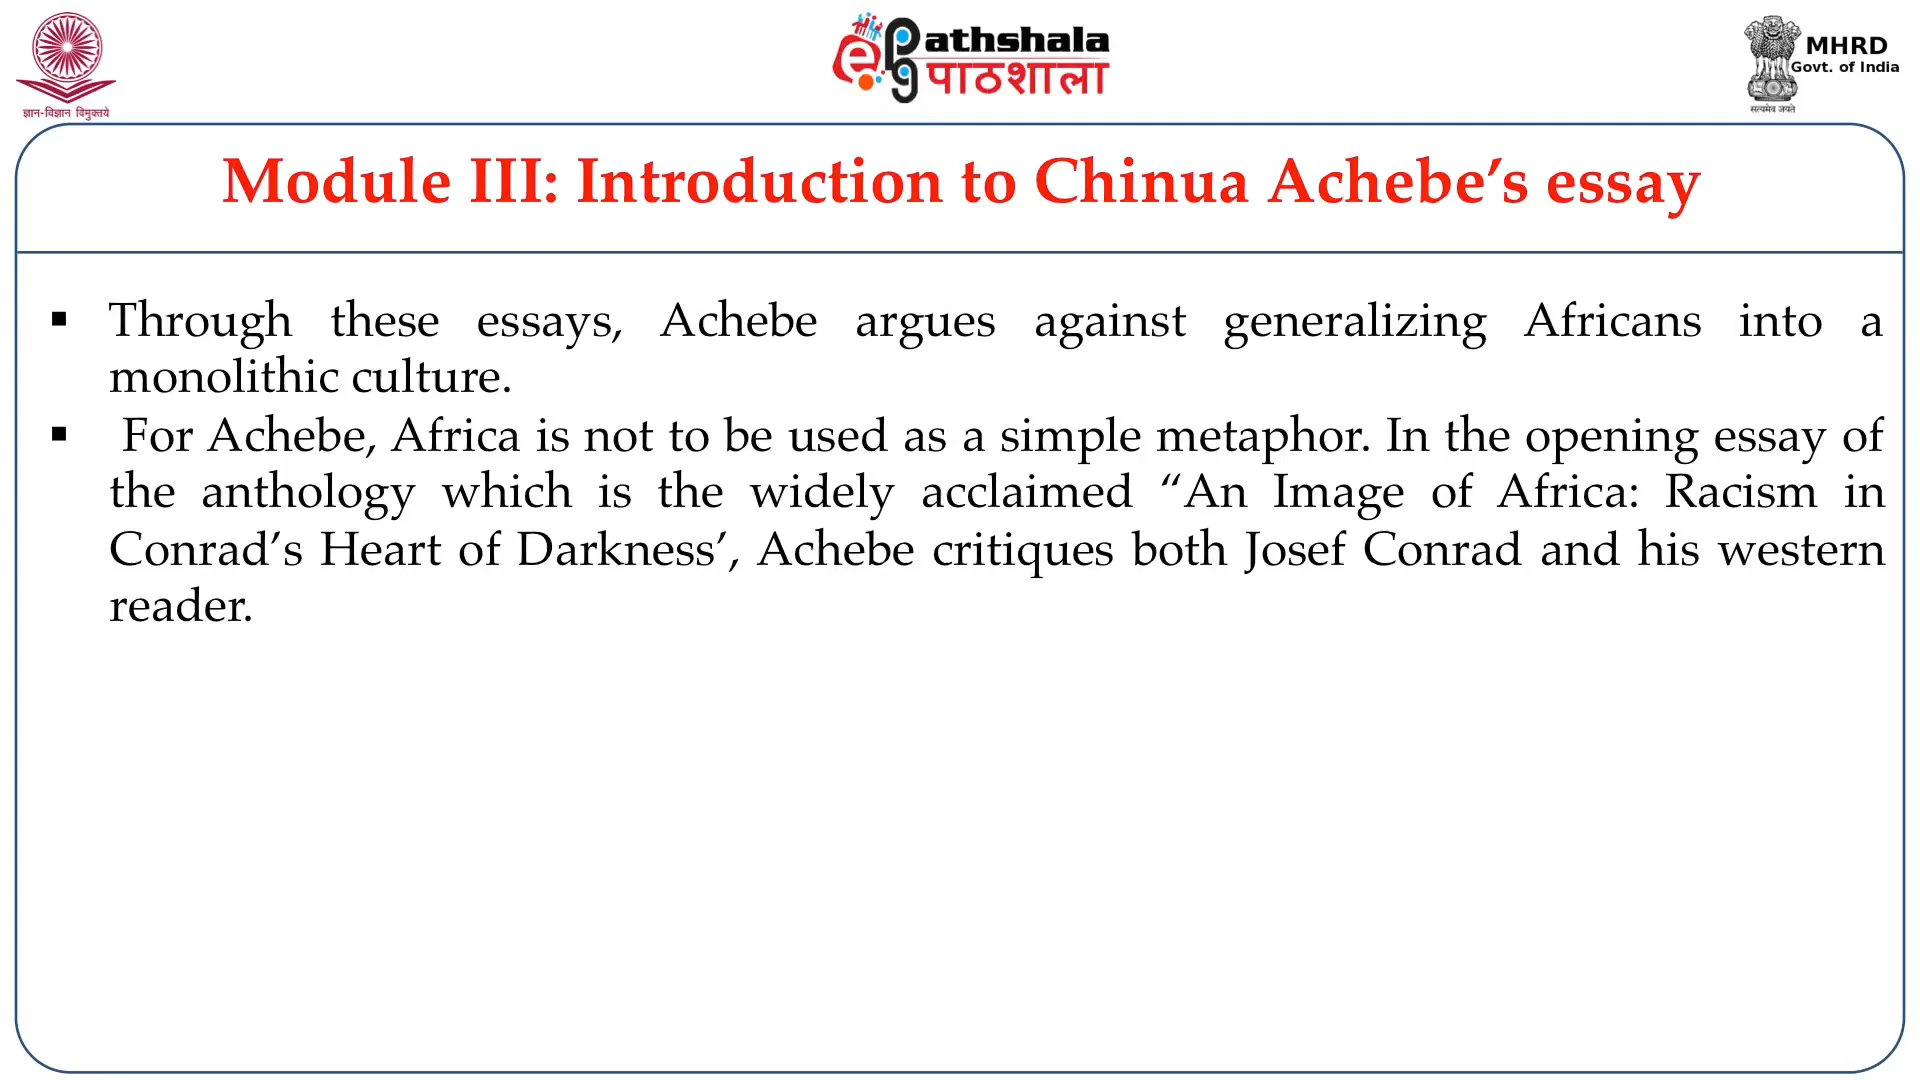 ज्ञान-विज्ञान विमुक्तये
ePathshala
पाठशाला
pg
MHRD
Govt. of India
सत्यमेव जयते
Module III: Introduction to Chinua Achebe’s essay
▪ Through these essays, Achebe argues against generalizing Africans into a
monolithic culture.
▪ For Achebe, Africa is not to be used as a simple metaphor. In the opening essay of
the anthology which is the widely acclaimed “An Image of Africa: Racism in
Conrad’s Heart of Darkness’, Achebe critiques both Josef Conrad and his western
reader.